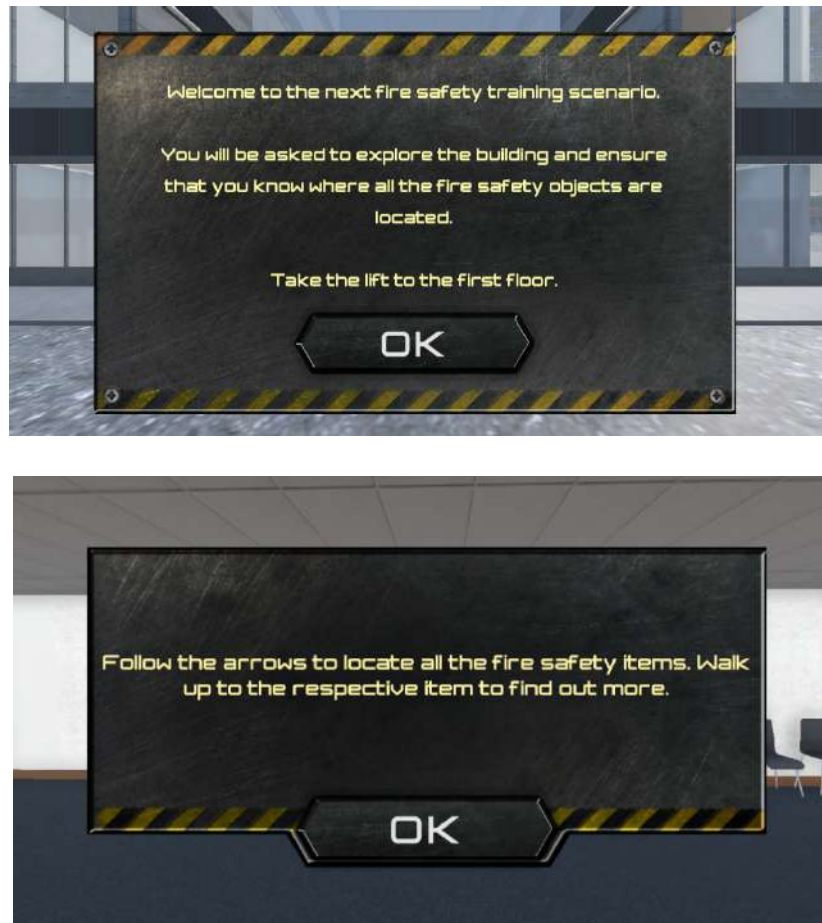 Welcome to the next fire safety training scenario.
You will be asked to explore the building and ensure
that you know where all the fire safety objects are
located.
Take the lift to the first floor.
OK
Follow the arrows to locate all the fire safety items. Walk
up to the respective item to find out more.
OK